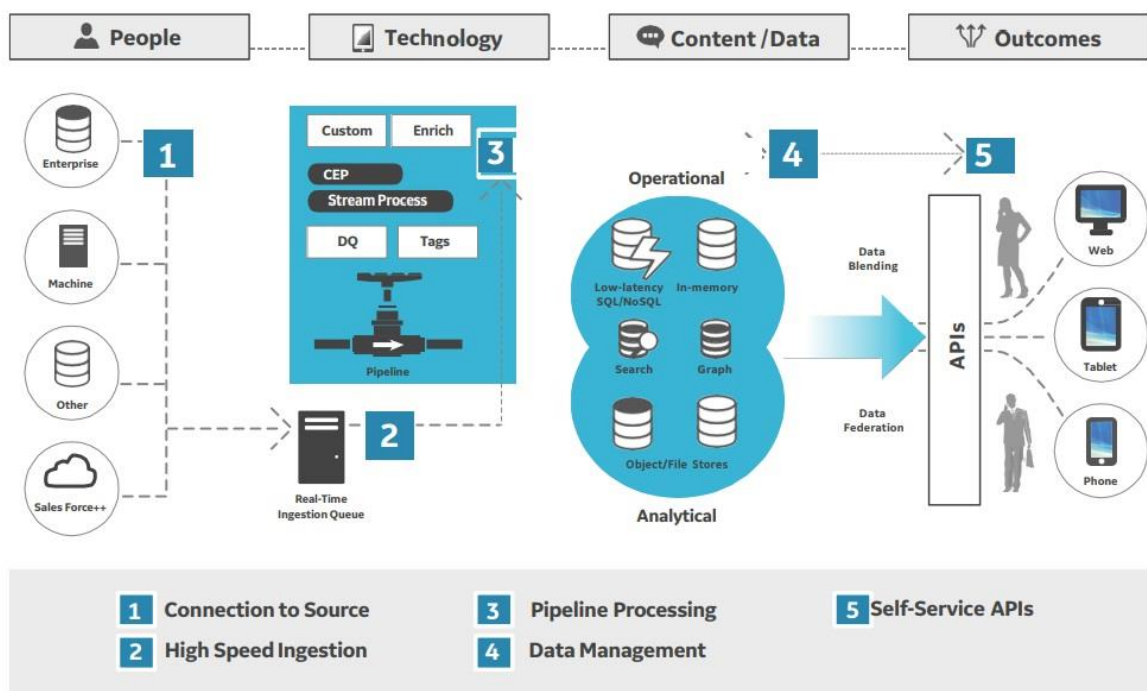 People
Technology
Content /Data
Outcomes
Enterprise
1
Machine
Other
Sales Force++
Custom
Enrich
3
CEP
Stream Process
DQ
Tags
Pipeline
2
Real-Time
Ingestion Queue
4
Operational
Low-latency
SQL/NoSQL
In-memory
Search
Graph
Object/File Stores
Analytical
Data
Blending
Data
Federation
5
APIs
Web
Tablet
Phone
1 Connection to Source
2 High Speed Ingestion
3 Pipeline Processing
4 Data Management
5 Self-Service APIs